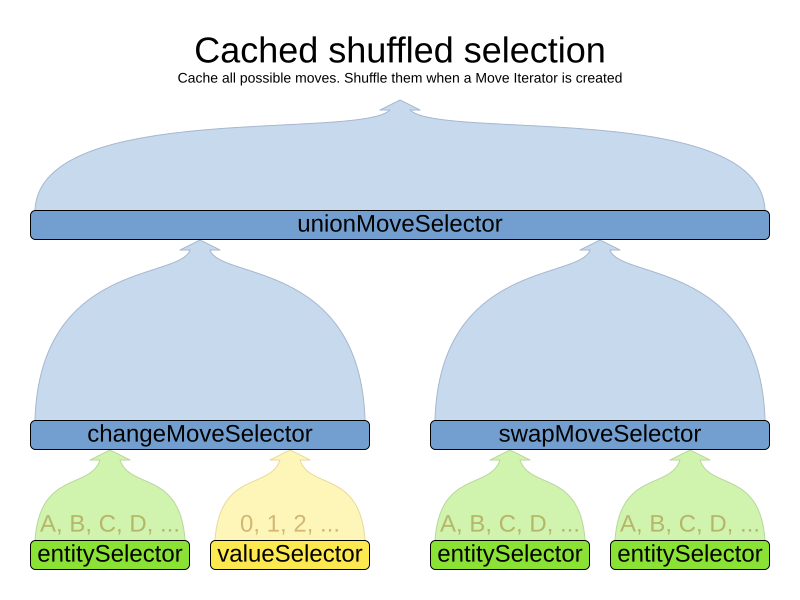 Cached shuffled selection
Cache all possible moves. Shuffle them when a Move Iterator is created
unionMoveSelector
changeMoveSelector
swapMoveSelector
A, B, C, D, ...
0, 1, 2, ...
A, B, C, D, ...
A, B, C, D, ...
entitySelector
valueSelector
entitySelector
entitySelector